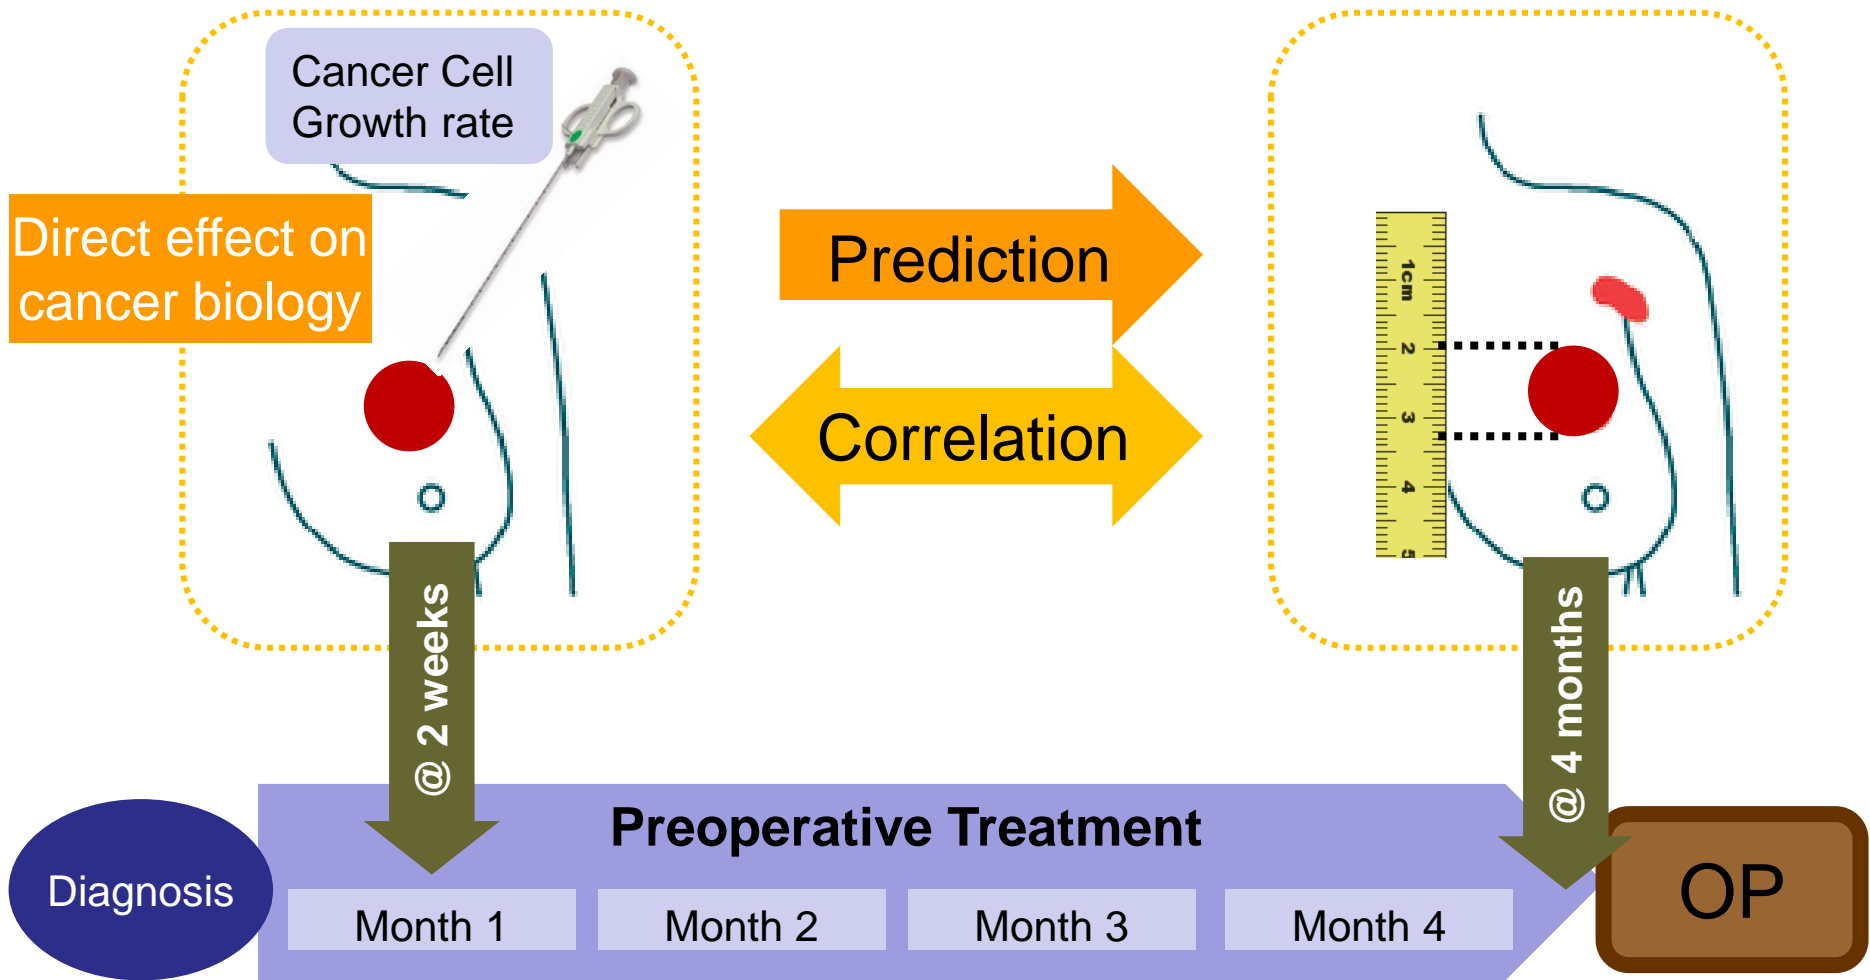 Cancer Cell
Growth rate
Direct effect on
cancer biology
Prediction
Correlation
1cm
2
3
4
5
@ 2 weeks
@ 4 months
Preoperative Treatment
Diagnosis
Month 1
Month 2
Month 3
Month 4
OP